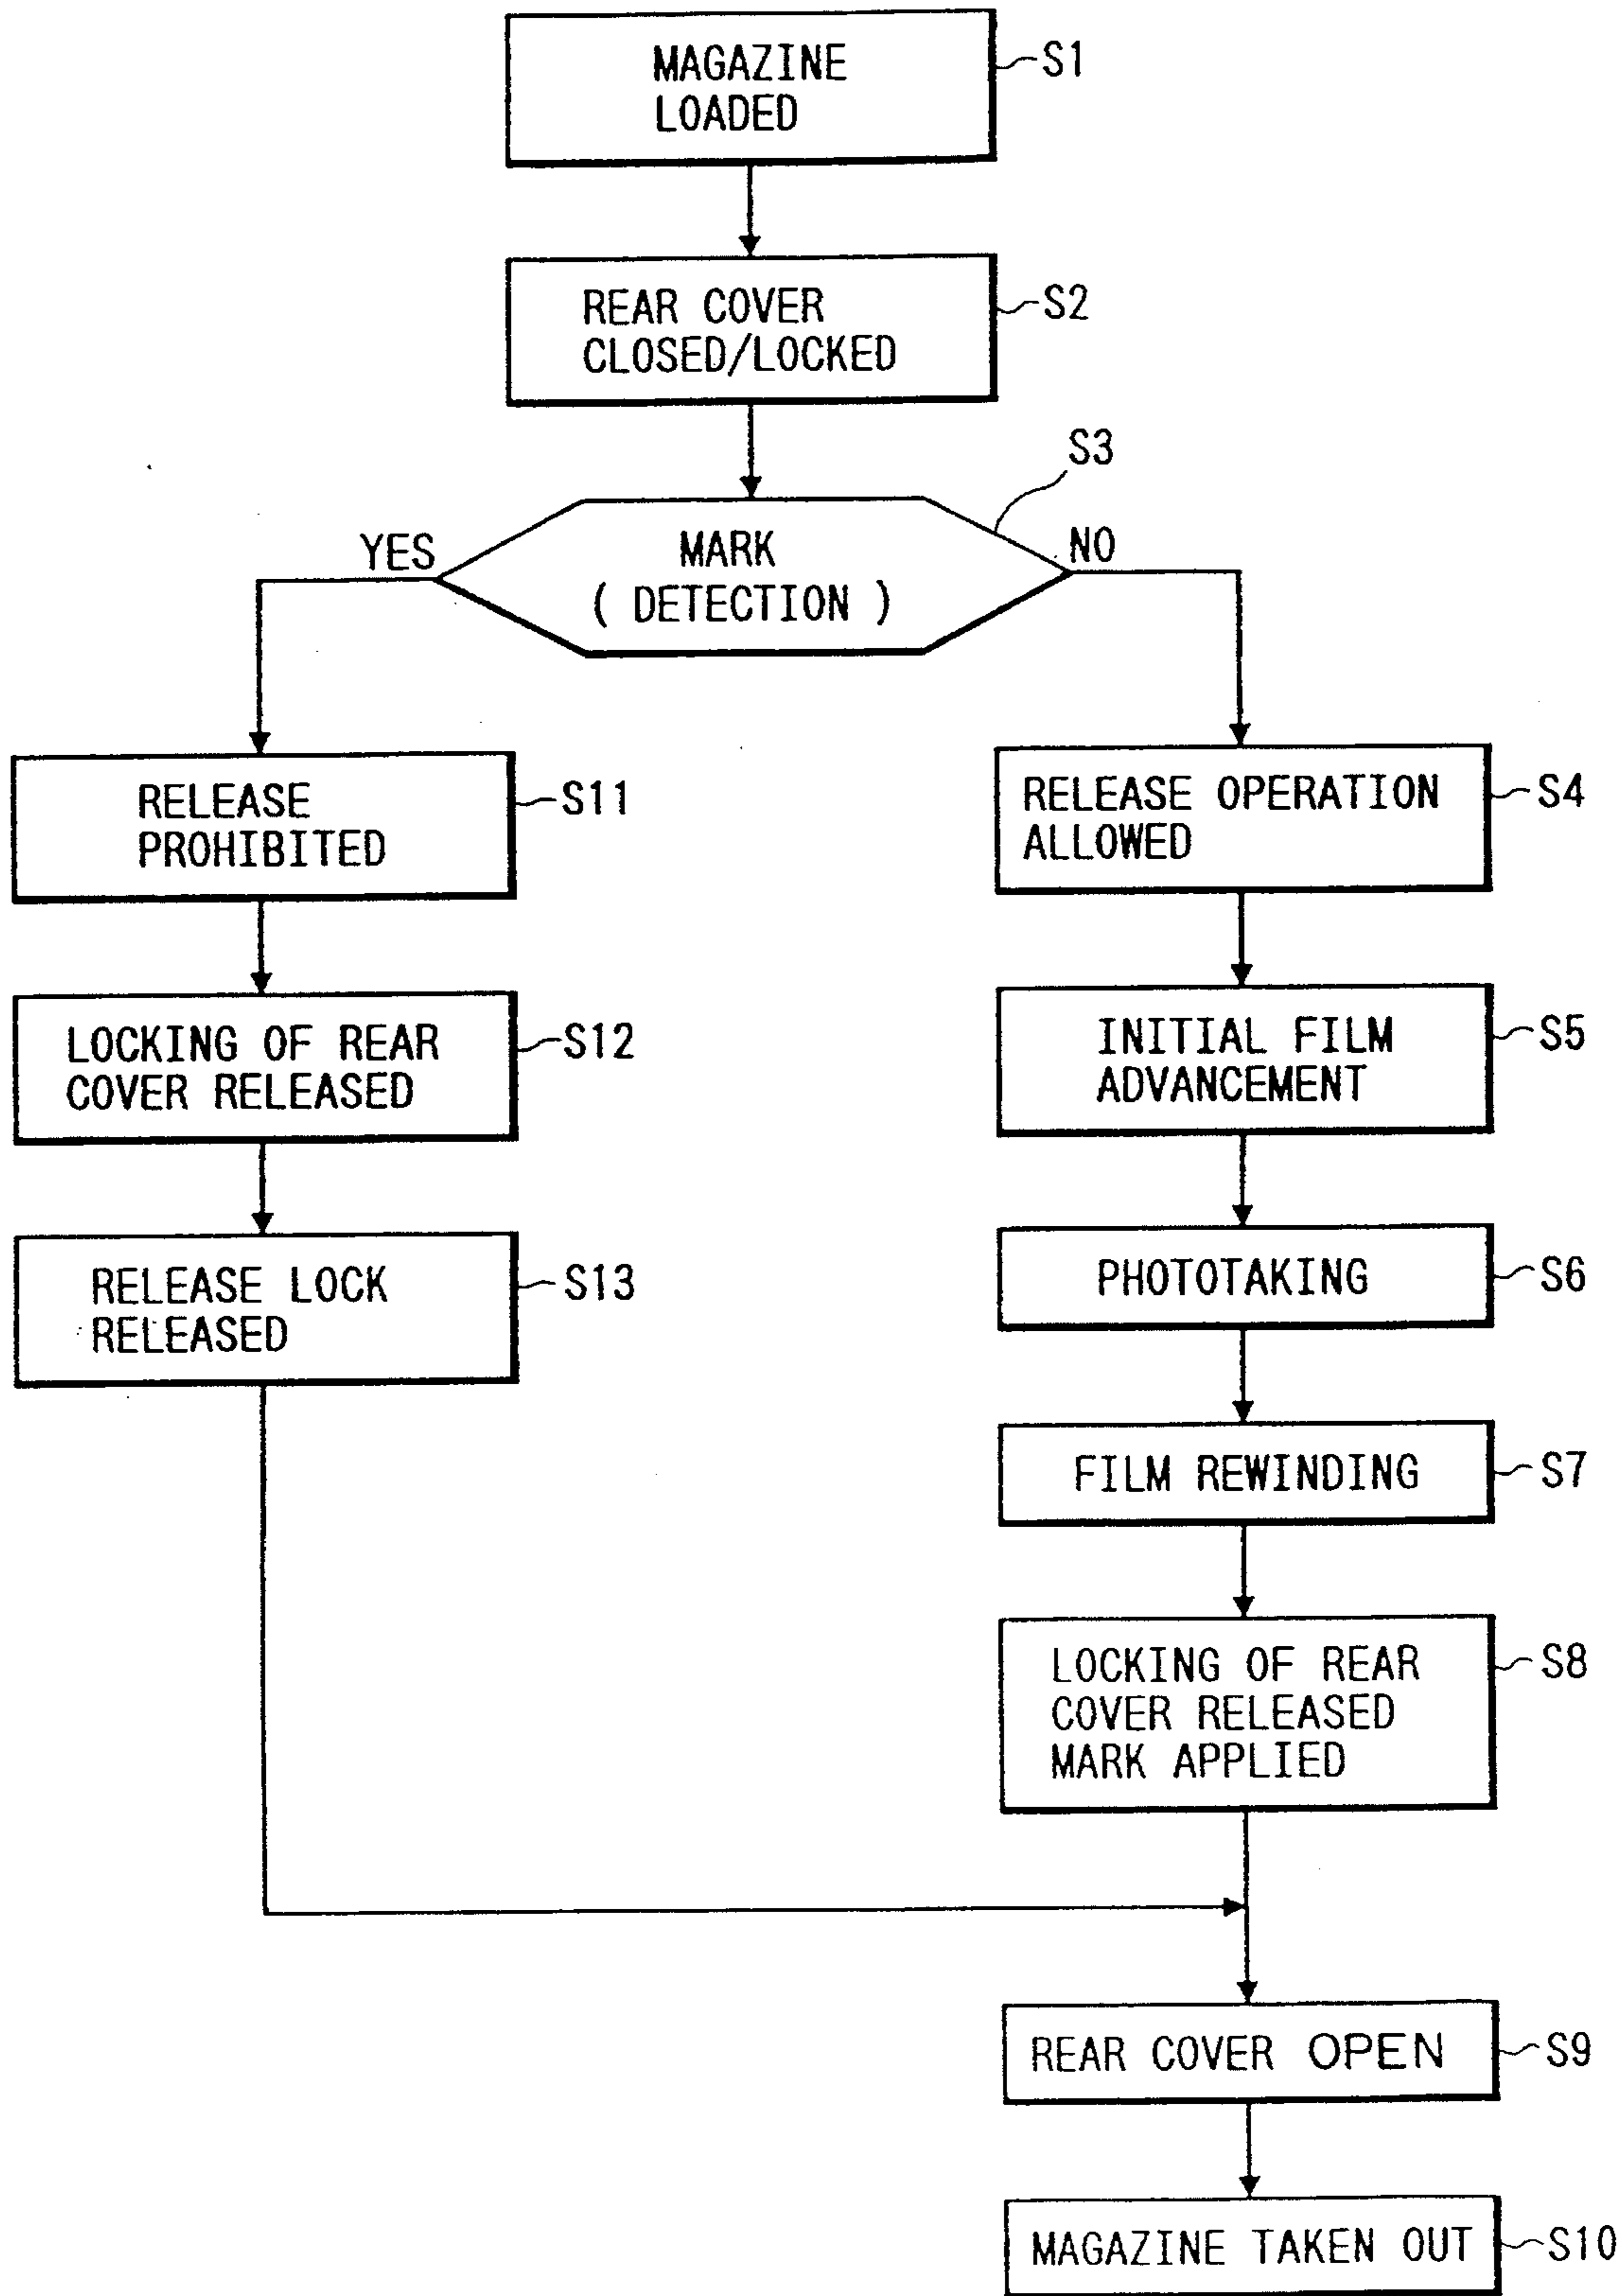 MAGAZINE
LOADED
S1
REAR COVER
CLOSED/LOCKED
S2
S3
YES
MARK
( DETECTION )
NO
RELEASE
PROHIBITED
S11
RELEASE OPERATION
ALLOWED
S4
LOCKING OF REAR
COVER RELEASED
S12
INITIAL FILM
ADVANCEMENT
S5
RELEASE LOCK
RELEASED
S13
PHOTOTAKING
S6
FILM REWINDING
S7
LOCKING OF REAR
COVER RELEASED
MARK APPLIED
S8
REAR COVER OPEN
S9
MAGAZINE TAKEN OUT
S10